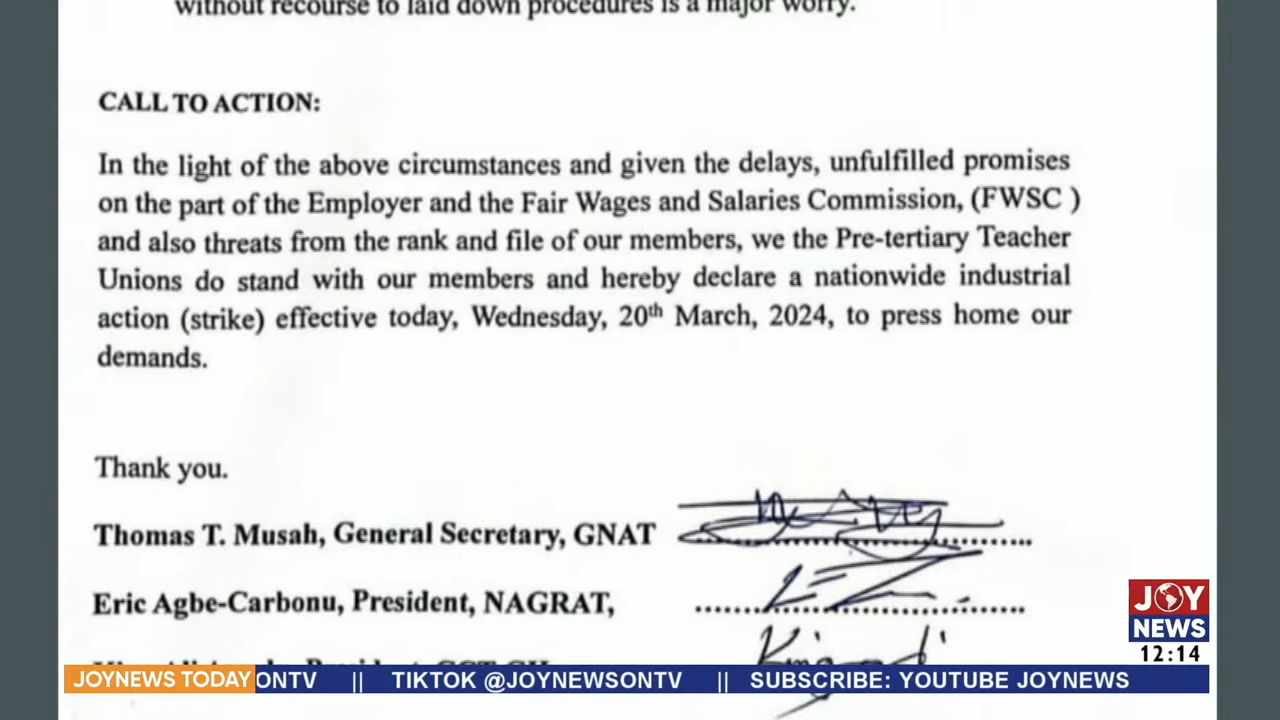 without recourse to laid down procedures is a major worry.
CALL TO ACTION:
In the light of the above circumstances and given the delays, unfulfilled promises
on the part of the Employer and the Fair Wages and Salaries Commission, (FWSC )
and also threats from the rank and file of our members, we the Pre-tertiary Teacher
Unions do stand with our members and hereby declare a nationwide industrial
action (strike) effective today, Wednesday, 20th March, 2024, to press home our
demands.
Thank you.
Thomas T. Musah, General Secretary, GNAT
Eric Agbe-Carbonu, President, NAGRAT,
JOY
NEWS
12:14
JOYNEWS TODAY ONTV || TIKTOK @JOYNEWSONTV || SUBSCRIBE: YOUTUBE JOYNEWS